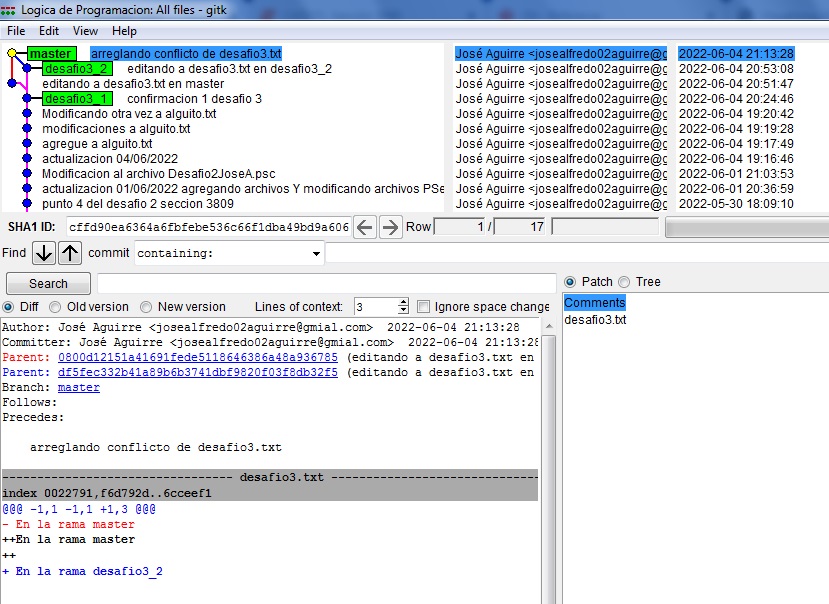 Logica de Programacion: All files - gitk
File Edit View Help
master arreglando conflicto de desafio3.txt José Aguirre <josealfredo02aguirre@g 2022-06-04 21:13:28
desafio3_2 editando a desafio3.txt en desafio3_2 José Aguirre <josealfredo02aguirre@g 2022-06-04 20:53:08
editando a desafio3.txt en master José Aguirre <josealfredo02aguirre@g 2022-06-04 20:51:47
desafio3_1 confirmacion 1 desafio 3 José Aguirre <josealfredo02aguirre@g 2022-06-04 20:24:46
Modificando otra vez a alguito.txt José Aguirre <josealfredo02aguirre@g 2022-06-04 19:20:42
modificaciones a alguito.txt José Aguirre <josealfredo02aguirre@g 2022-06-04 19:19:28
agregue a alguito.txt José Aguirre <josealfredo02aguirre@g 2022-06-04 19:17:49
actualizacion 04/06/2022 José Aguirre <josealfredo02aguirre@g 2022-06-04 19:16:46
Modificacion al archivo Desafio2JoseA.psc José Aguirre <josealfredo02aguirre@g 2022-06-01 21:03:53
actualizacion 01/06/2022 agregando archivos Y modificando archivos PSe José Aguirre <josealfredo02aguirre@g 2022-06-01 20:36:59
punto 4 del desafio 2 seccion 3809 José Aguirre <josealfredo02aguirre@g 2022-05-30 18:09:10
SHA1 ID: cffd90ea6364a6fbfebe536c66f1dba49bd9a606 Row 1 / 17
Find commit containing:
Search
Patch Tree
Diff Old version New version Lines of context: 3 Ignore space change
Comments
desafio3.txt
Author: José Aguirre <josealfredo02aguirre@gmial.com> 2022-06-04 21:13:28
Committer: José Aguirre <josealfredo02aguirre@gmial.com> 2022-06-04 21:13:28
Parent: 0800d12151a41691fede5118646386a48a936785 (editando a desafio3.txt en
Parent: df5fec332b41a89b6b3741dbf9820f03f8db32f5 (editando a desafio3.txt en
Branch: master
Follows:
Precedes:
arreglando conflicto de desafio3.txt
------------------------------ desafio3.txt ------------------------------
index 0022791,f6d792d..6cceef1
@@@ -1,1 -1,1 +1,3 @@@
- En la rama master
++En la rama master
++
+ En la rama desafio3_2